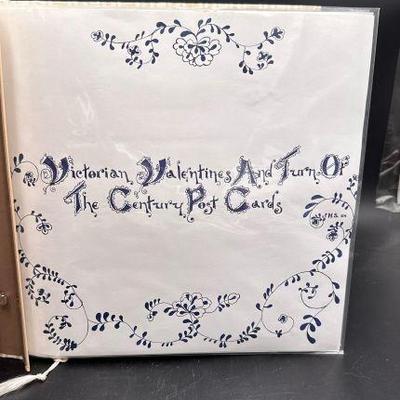 Victorian Valentines And Turn Of
The Century Post Cards